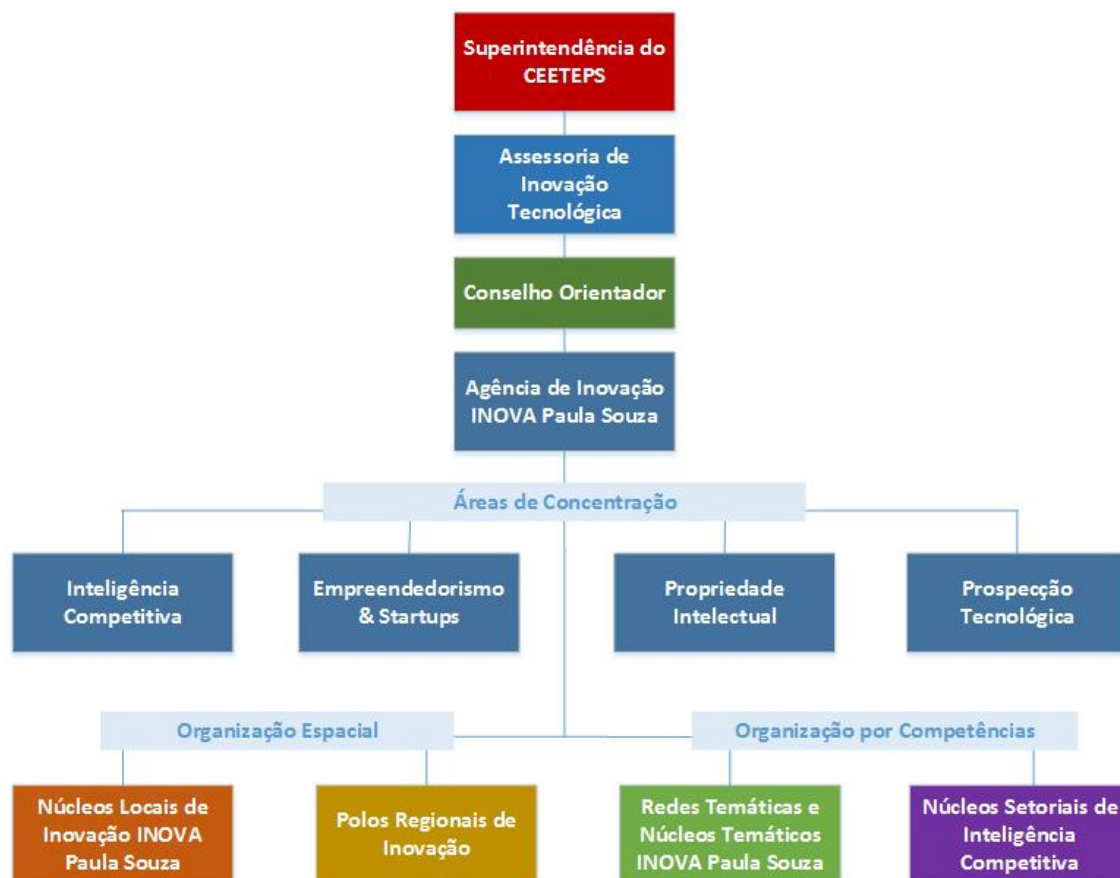 Superintendência do
CEETEPS
Assessoria de
Inovação
Tecnológica
Conselho Orientador
Agência de Inovação
INOVA Paula Souza
Áreas de Concentração
Inteligência
Competitiva
Empreendedorismo
& Startups
Propriedade
Intelectual
Prospecção
Tecnológica
Organização Espacial
Organização por Competências
Núcleos Locais de
Inovação INOVA
Paula Souza
Polos Regionais de
Inovação
Redes Temáticas e
Núcleos Temáticos
INOVA Paula Souza
Núcleos Setoriais de
Inteligência
Competitiva